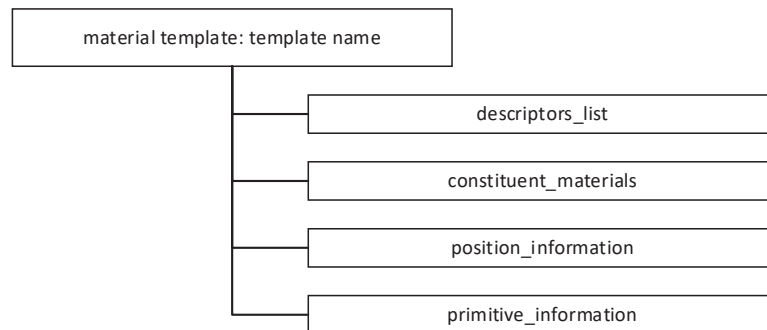 material template: template name
descriptors_list
constituent_materials
position_information
primitive_information